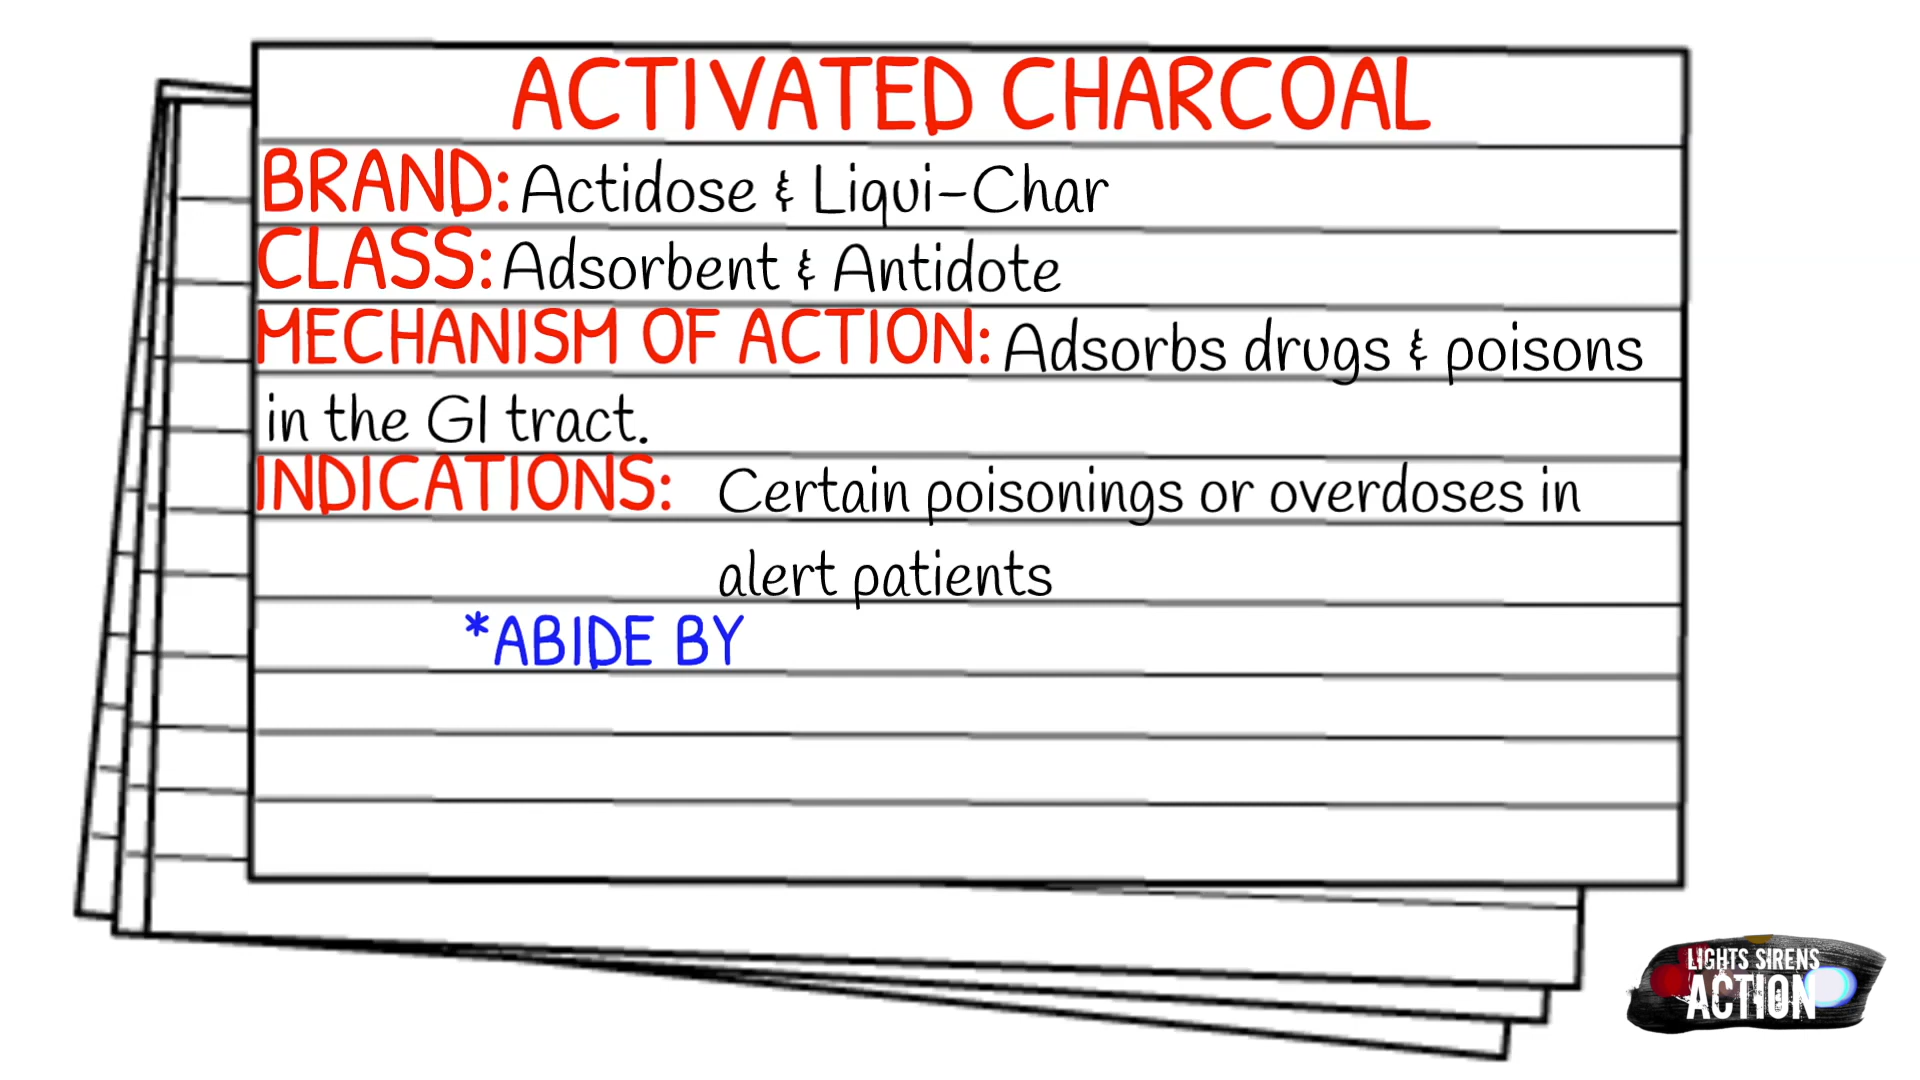 ACTIVATED CHARCOAL
BRAND: Actidose & Liqui-Char
CLASS: Adsorbent & Antidote
MECHANISM OF ACTION: Adsorbs drugs & poisons
in the GI tract.
INDICATIONS: Certain poisonings or overdoses in
alert patients
*ABIDE BY
LIGHTS SIRENS
ACTION